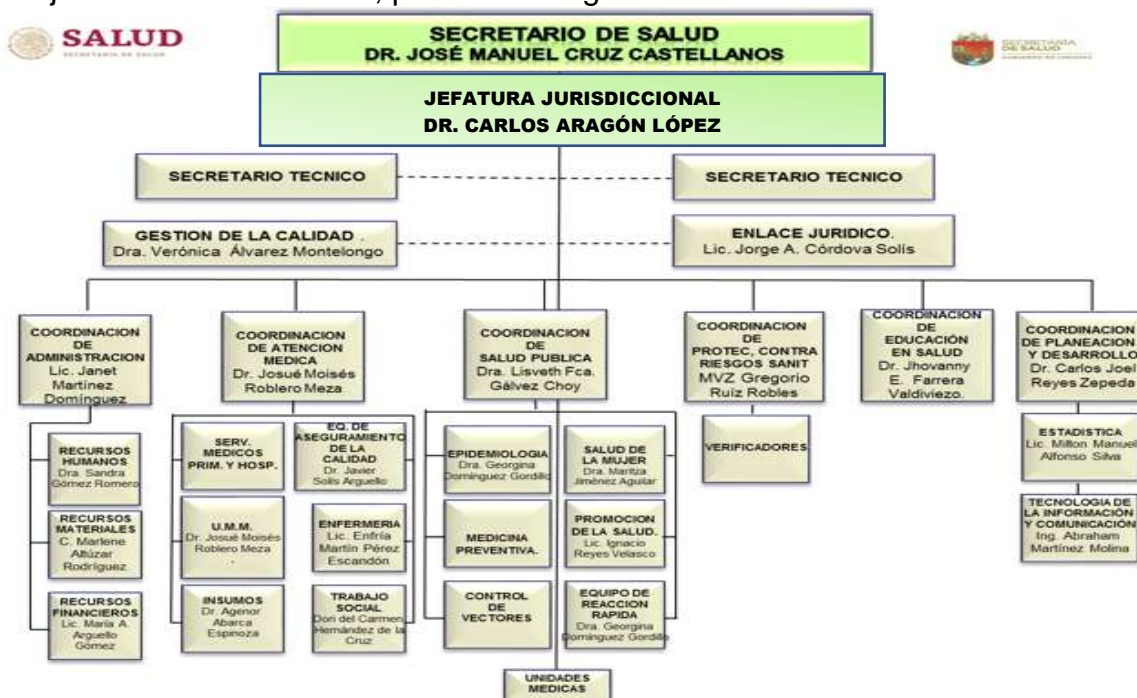 SALUD
SECRETARÍA DE SALUD
SECRETARIO DE SALUD
DR. JOSÉ MANUEL CRUZ CASTELLANOS
SECRETARÍA
DE SALUD
JEFATURA JURISDICCIONAL
DR. CARLOS ARAGÓN LÓPEZ
SECRETARIO TECNICO
SECRETARIO TECNICO
GESTION DE LA CALIDAD .
Dra. Verónica Álvarez Montelongo
ENLACE JURIDICO.
Lic. Jorge A. Córdova Solís
COORDINACION
DE
ADMINISTRACION
Lic. Janet
Martínez
Domínguez
COORDINACION
DE ATENCION
MEDICA
Dr. Josué Moisés
Roblero Meza
COORDINACION
DE
SALUD PUBLICA
Dra. Lisveth Fca.
Gálvez Choy
COORDINACION
DE
PROTEC, CONTRA
RIESGOS SANIT
MVZ Gregorio
Ruíz Robles
COORDINACION
DE
EDUCACIÓN
EN SALUD
Dr. Jhovanny
E. Farrera
Valdiviezo.
COORDINACION
DE PLANEACION
Y DESARROLLO
Dr. Carlos Joel
Reyes Zepeda
RECURSOS
HUMANOS
Dra. Sandra
Gómez Romero
RECURSOS
MATERIALES
C. Marlene
Altúzar
Rodríguez
RECURSOS
FINANCIEROS
Lic. María A.
Arguello
Gómez
SERV.
MEDICOS
PRIM. Y HOSP.
U.M.M.
Dr. Josué Moisés
Roblero Meza
.
INSUMOS
Dr. Agenor
Abarca
Espinoza
EQ. DE
ASEGURAMIENTO
DE LA
CALIDAD
Dr. Javier
Solís Arguello
ENFERMERIA
Lic. Enfría
Martín Pérez
Escandón
TRABAJO
SOCIAL
Dori del Carmen
Hernández de la
Cruz
EPIDEMIOLOGIA
Dra. Georgina
Domínguez Gordillo
MEDICINA
PREVENTIVA.
CONTROL
DE
VECTORES
SALUD DE
LA MUJER
Dra. Maritza
Jiménez Aguilar
PROMOCION
DE LA SALUD.
Lic. Ignacio
Reyes Velasco
EQUIPO DE
REACCION
RAPIDA
Dra. Georgina
Domínguez Gordillo
VERIFICADORES
ESTADISTICA
Lic. Milton Manuel
Alfonso Silva
TECNOLOGIA DE
LA INFORMACIÓN
Y COMUNICACIÓN
Ing. Abraham
Martínez Molina
UNIDADES
MEDICAS